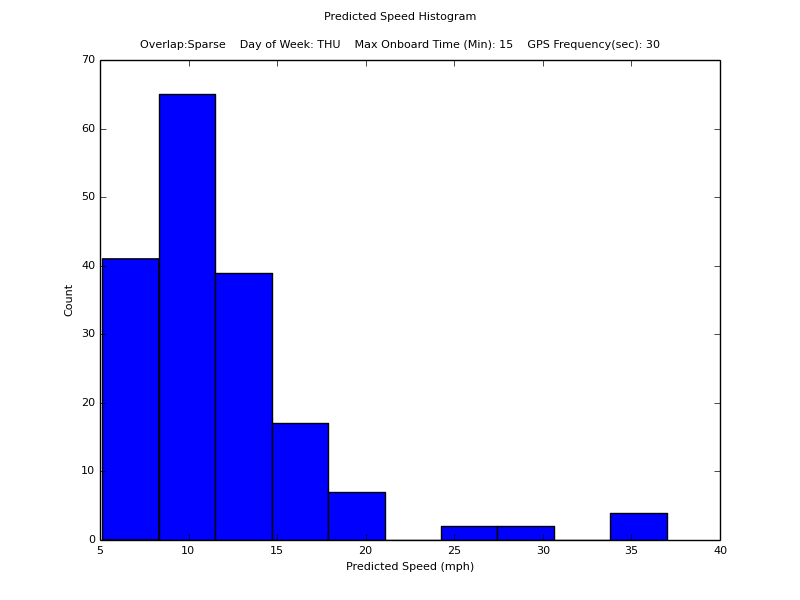 Predicted Speed Histogram
Overlap:Sparse    Day of Week: THU    Max Onboard Time (Min): 15    GPS Frequency(sec): 30
70
60
50
40
30
20
10
0
Count
5 10 15 20 25 30 35 40
Predicted Speed (mph)